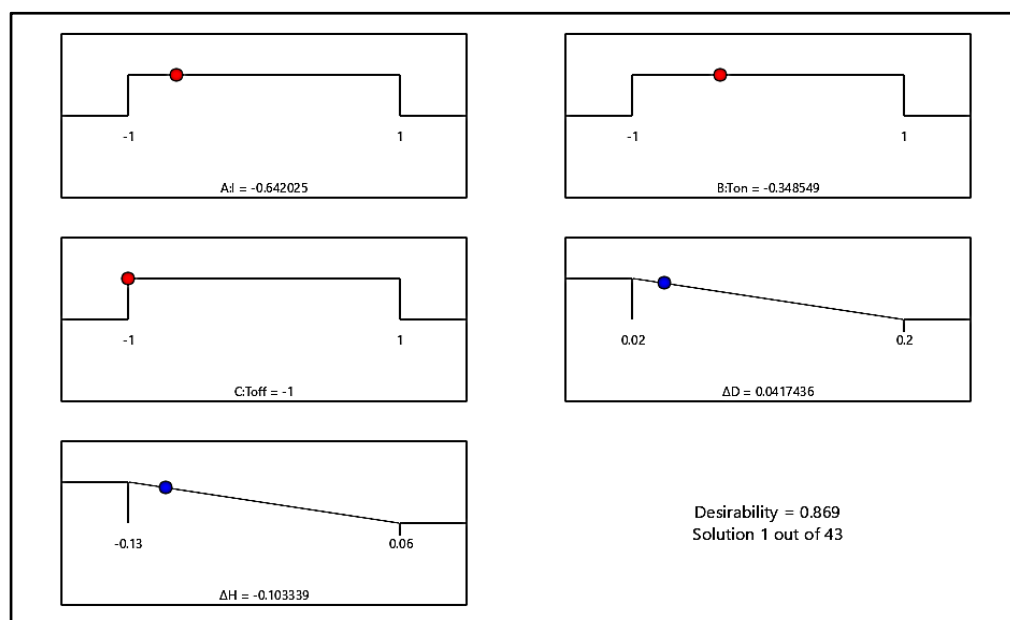 -1 1
A:I = -0.642025
-1 1
B:Ton = -0.348549
-1 1
C:Toff = -1
0.02 0.2
ΔD = 0.0417436
-0.13 0.06
ΔH = -0.103339
Desirability = 0.869
Solution 1 out of 43